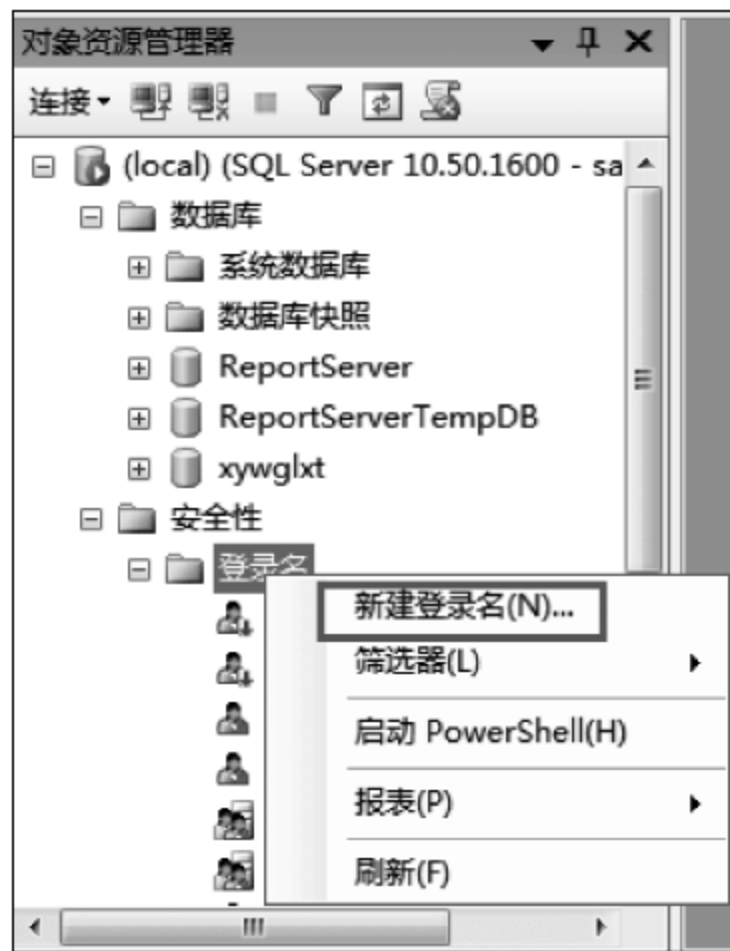 对象资源管理器
连接
(local) (SQL Server 10.50.1600 - sa
数据库
系统数据库
数据库快照
ReportServer
ReportServerTempDB
xywglxt
安全性
登录名
新建登录名(N)...
筛选器(L)
启动 PowerShell(H)
报表(P)
刷新(F)